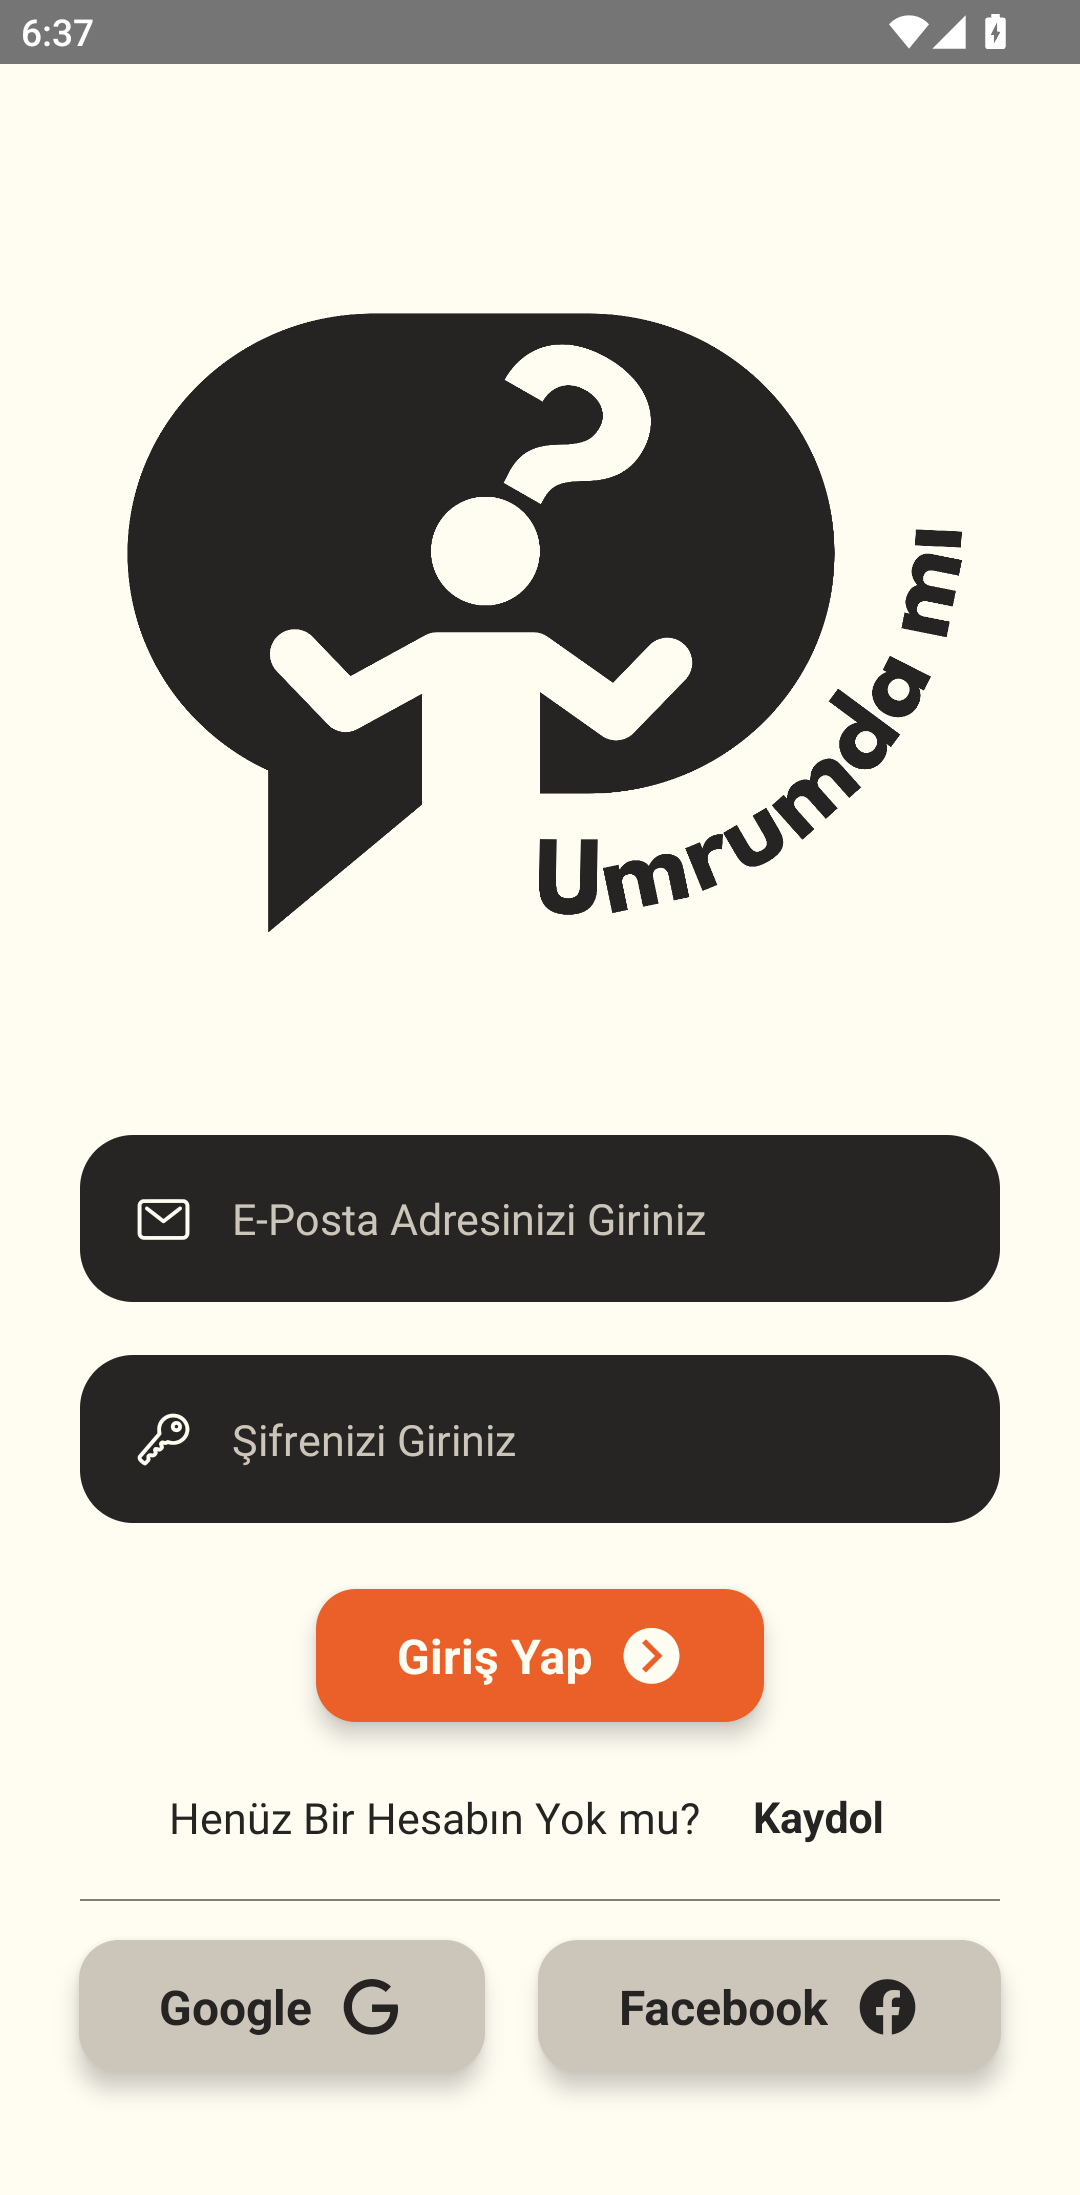 6:37
?
Umrumda mı
E-Posta Adresinizi Giriniz
Şifrenizi Giriniz
Giriş Yap
Henüz Bir Hesabın Yok mu? Kaydol
Google
Facebook